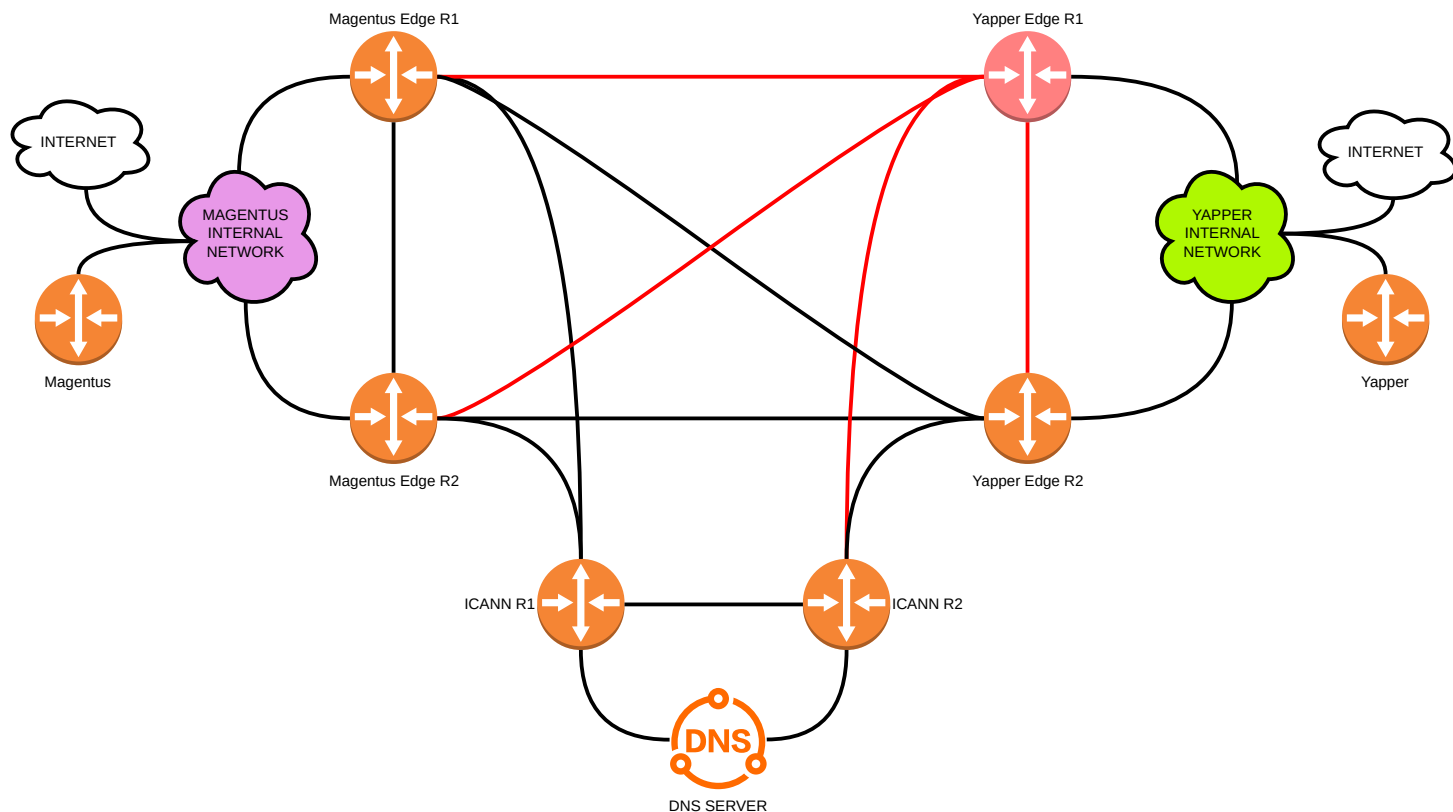 Magentus Edge R1
Yapper Edge R1
INTERNET
INTERNET
MAGENTUS
INTERNAL
NETWORK
YAPPER
INTERNAL
NETWORK
Magentus
Yapper
Magentus Edge R2
Yapper Edge R2
ICANN R1
ICANN R2
DNS
DNS SERVER